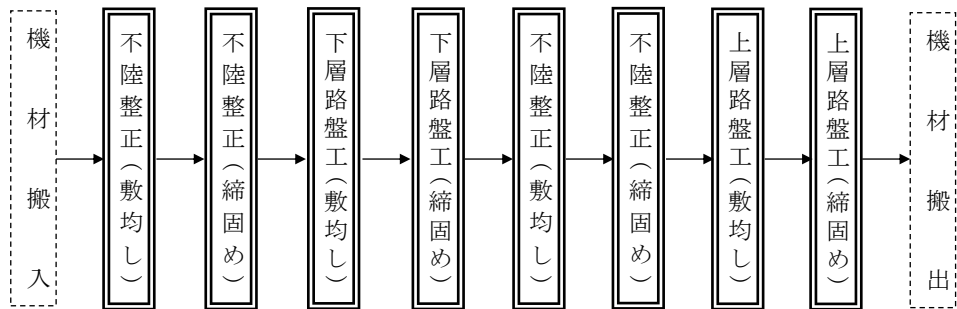 機材搬入
不陸整正(敷均し)
不陸整正(締固め)
下層路盤工(敷均し)
下層路盤工(締固め)
不陸整正(敷均し)
不陸整正(締固め)
上層路盤工(敷均し)
上層路盤工(締固め)
機材搬出